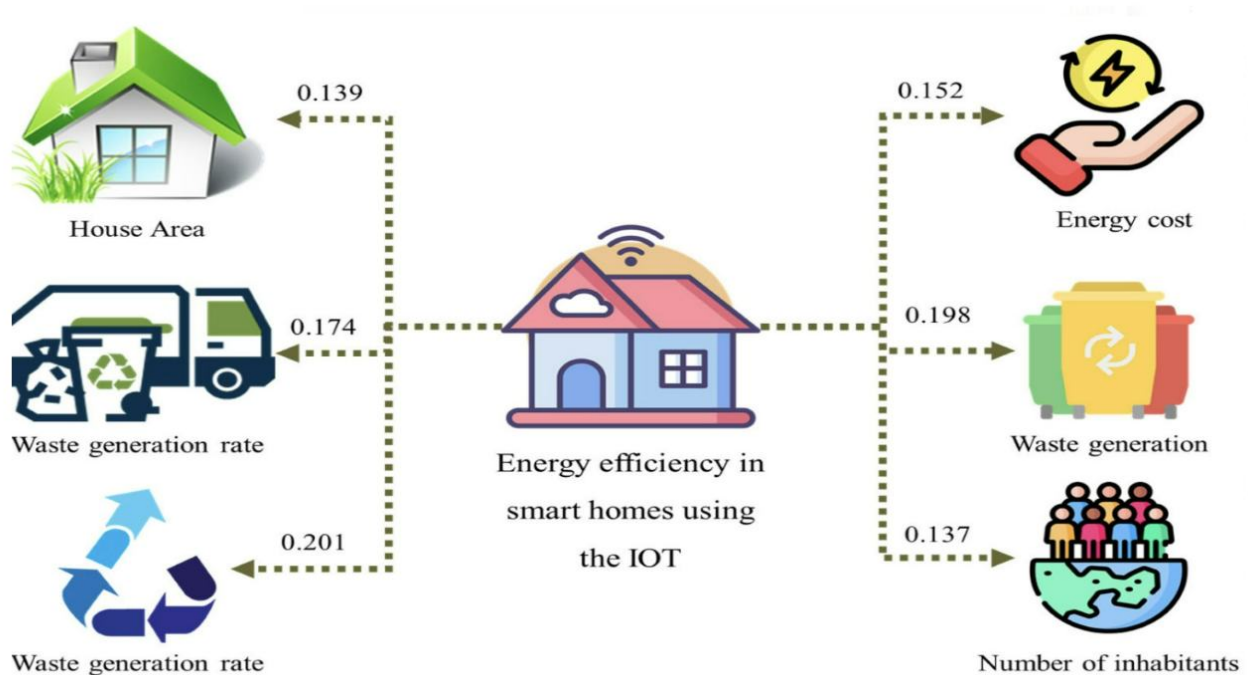 0.139
0.152
House Area
Energy cost
0.174
0.198
Waste generation rate
Waste generation
Energy efficiency in
smart homes using
the IOT
0.201
0.137
Waste generation rate
Number of inhabitants